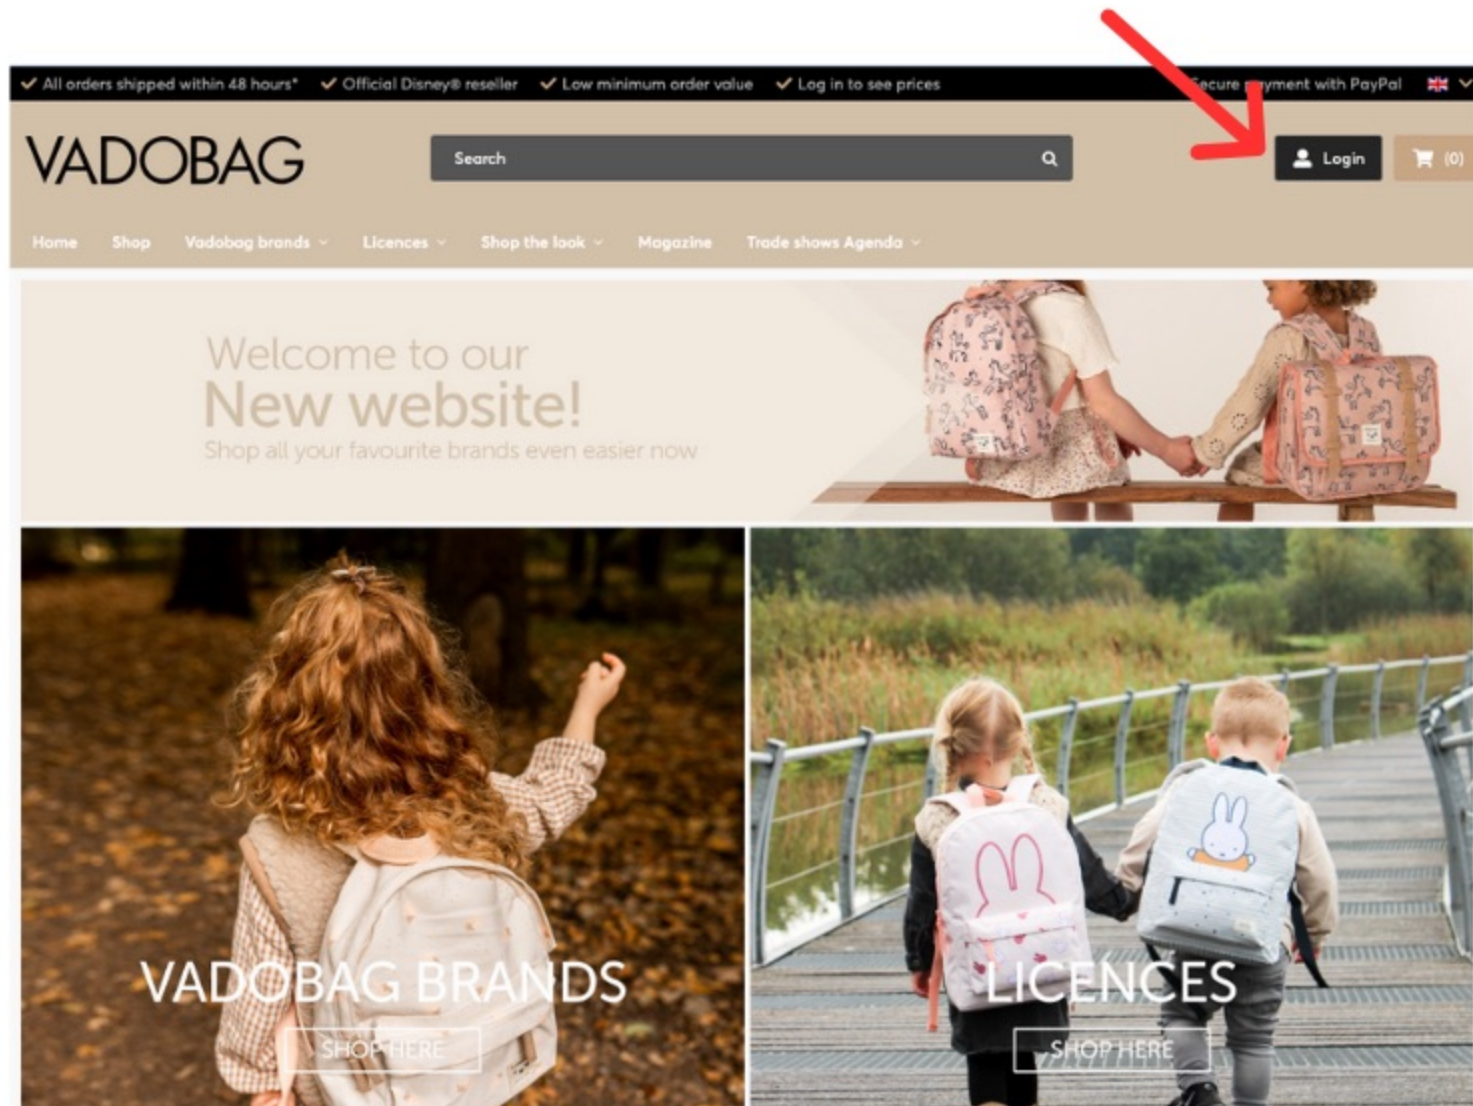 All orders shipped within 48 hours*
Official Disney® reseller
Low minimum order value
Log in to see prices
Secure payment with PayPal
VADOBAG
Search
Login
(0)
Home
Shop
Vadobag brands
Licences
Shop the look
Magazine
Trade shows Agenda
Welcome to our
New website!
Shop all your favourite brands even easier now
VADOBAG BRANDS
SHOP HERE
LICENCES
SHOP HERE